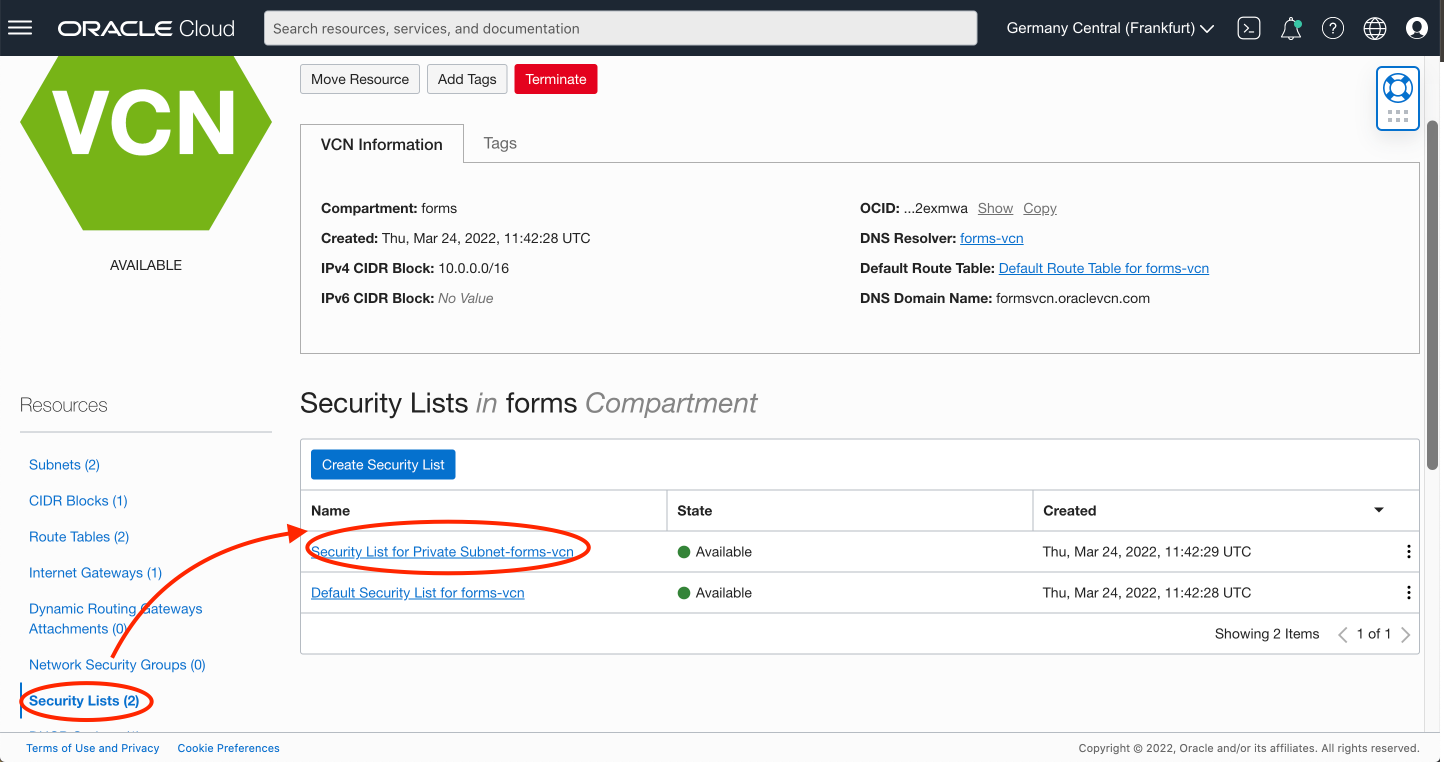 ORACLE Cloud
Search resources, services, and documentation
Germany Central (Frankfurt)
VCN
AVAILABLE
Move Resource
Add Tags
Terminate
VCN Information
Tags
Compartment: forms
Created: Thu, Mar 24, 2022, 11:42:28 UTC
IPv4 CIDR Block: 10.0.0.0/16
IPv6 CIDR Block: No Value
OCID: ...2exmwa Show Copy
DNS Resolver: forms-vcn
Default Route Table: Default Route Table for forms-vcn
DNS Domain Name: formsvcn.oraclevcn.com
Resources
Subnets (2)
CIDR Blocks (1)
Route Tables (2)
Internet Gateways (1)
Dynamic Routing Gateways
Attachments (0)
Network Security Groups (0)
Security Lists (2)
Security Lists in forms Compartment
Create Security List
Name State Created
Security List for Private Subnet-forms-vcn Available Thu, Mar 24, 2022, 11:42:29 UTC
Default Security List for forms-vcn Available Thu, Mar 24, 2022, 11:42:28 UTC
Showing 2 Items 1 of 1
Terms of Use and Privacy Cookie Preferences
Copyright © 2022, Oracle and/or its affiliates. All rights reserved.